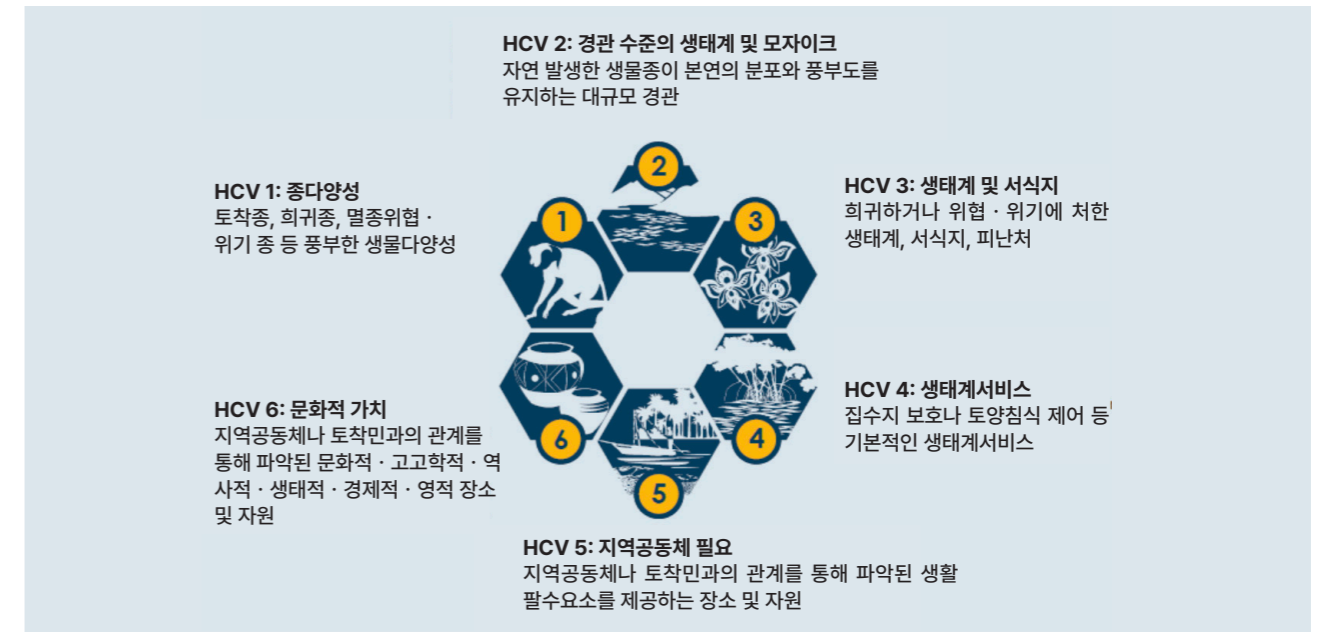 HCV 2: 경관 수준의 생태계 및 모자이크
자연 발생한 생물종이 본연의 분포와 풍부도를
유지하는 대규모 경관
HCV 1: 종다양성
토착종, 희귀종, 멸종위협 ·
위기 종 등 풍부한 생물다양성
HCV 3: 생태계 및 서식지
희귀하거나 위협 · 위기에 처한
생태계, 서식지, 피난처
2
1
3
6
4
5
HCV 6: 문화적 가치
지역공동체나 토착민과의 관계를
통해 파악된 문화적 · 고고학적 · 역
사적 · 생태적 · 경제적 · 영적 장소
및 자원
HCV 4: 생태계서비스
집수지 보호나 토양침식 제어 등
기본적인 생태계서비스
HCV 5: 지역공동체 필요
지역공동체나 토착민과의 관계를 통해 파악된 생활
팔수요소를 제공하는 장소 및 자원